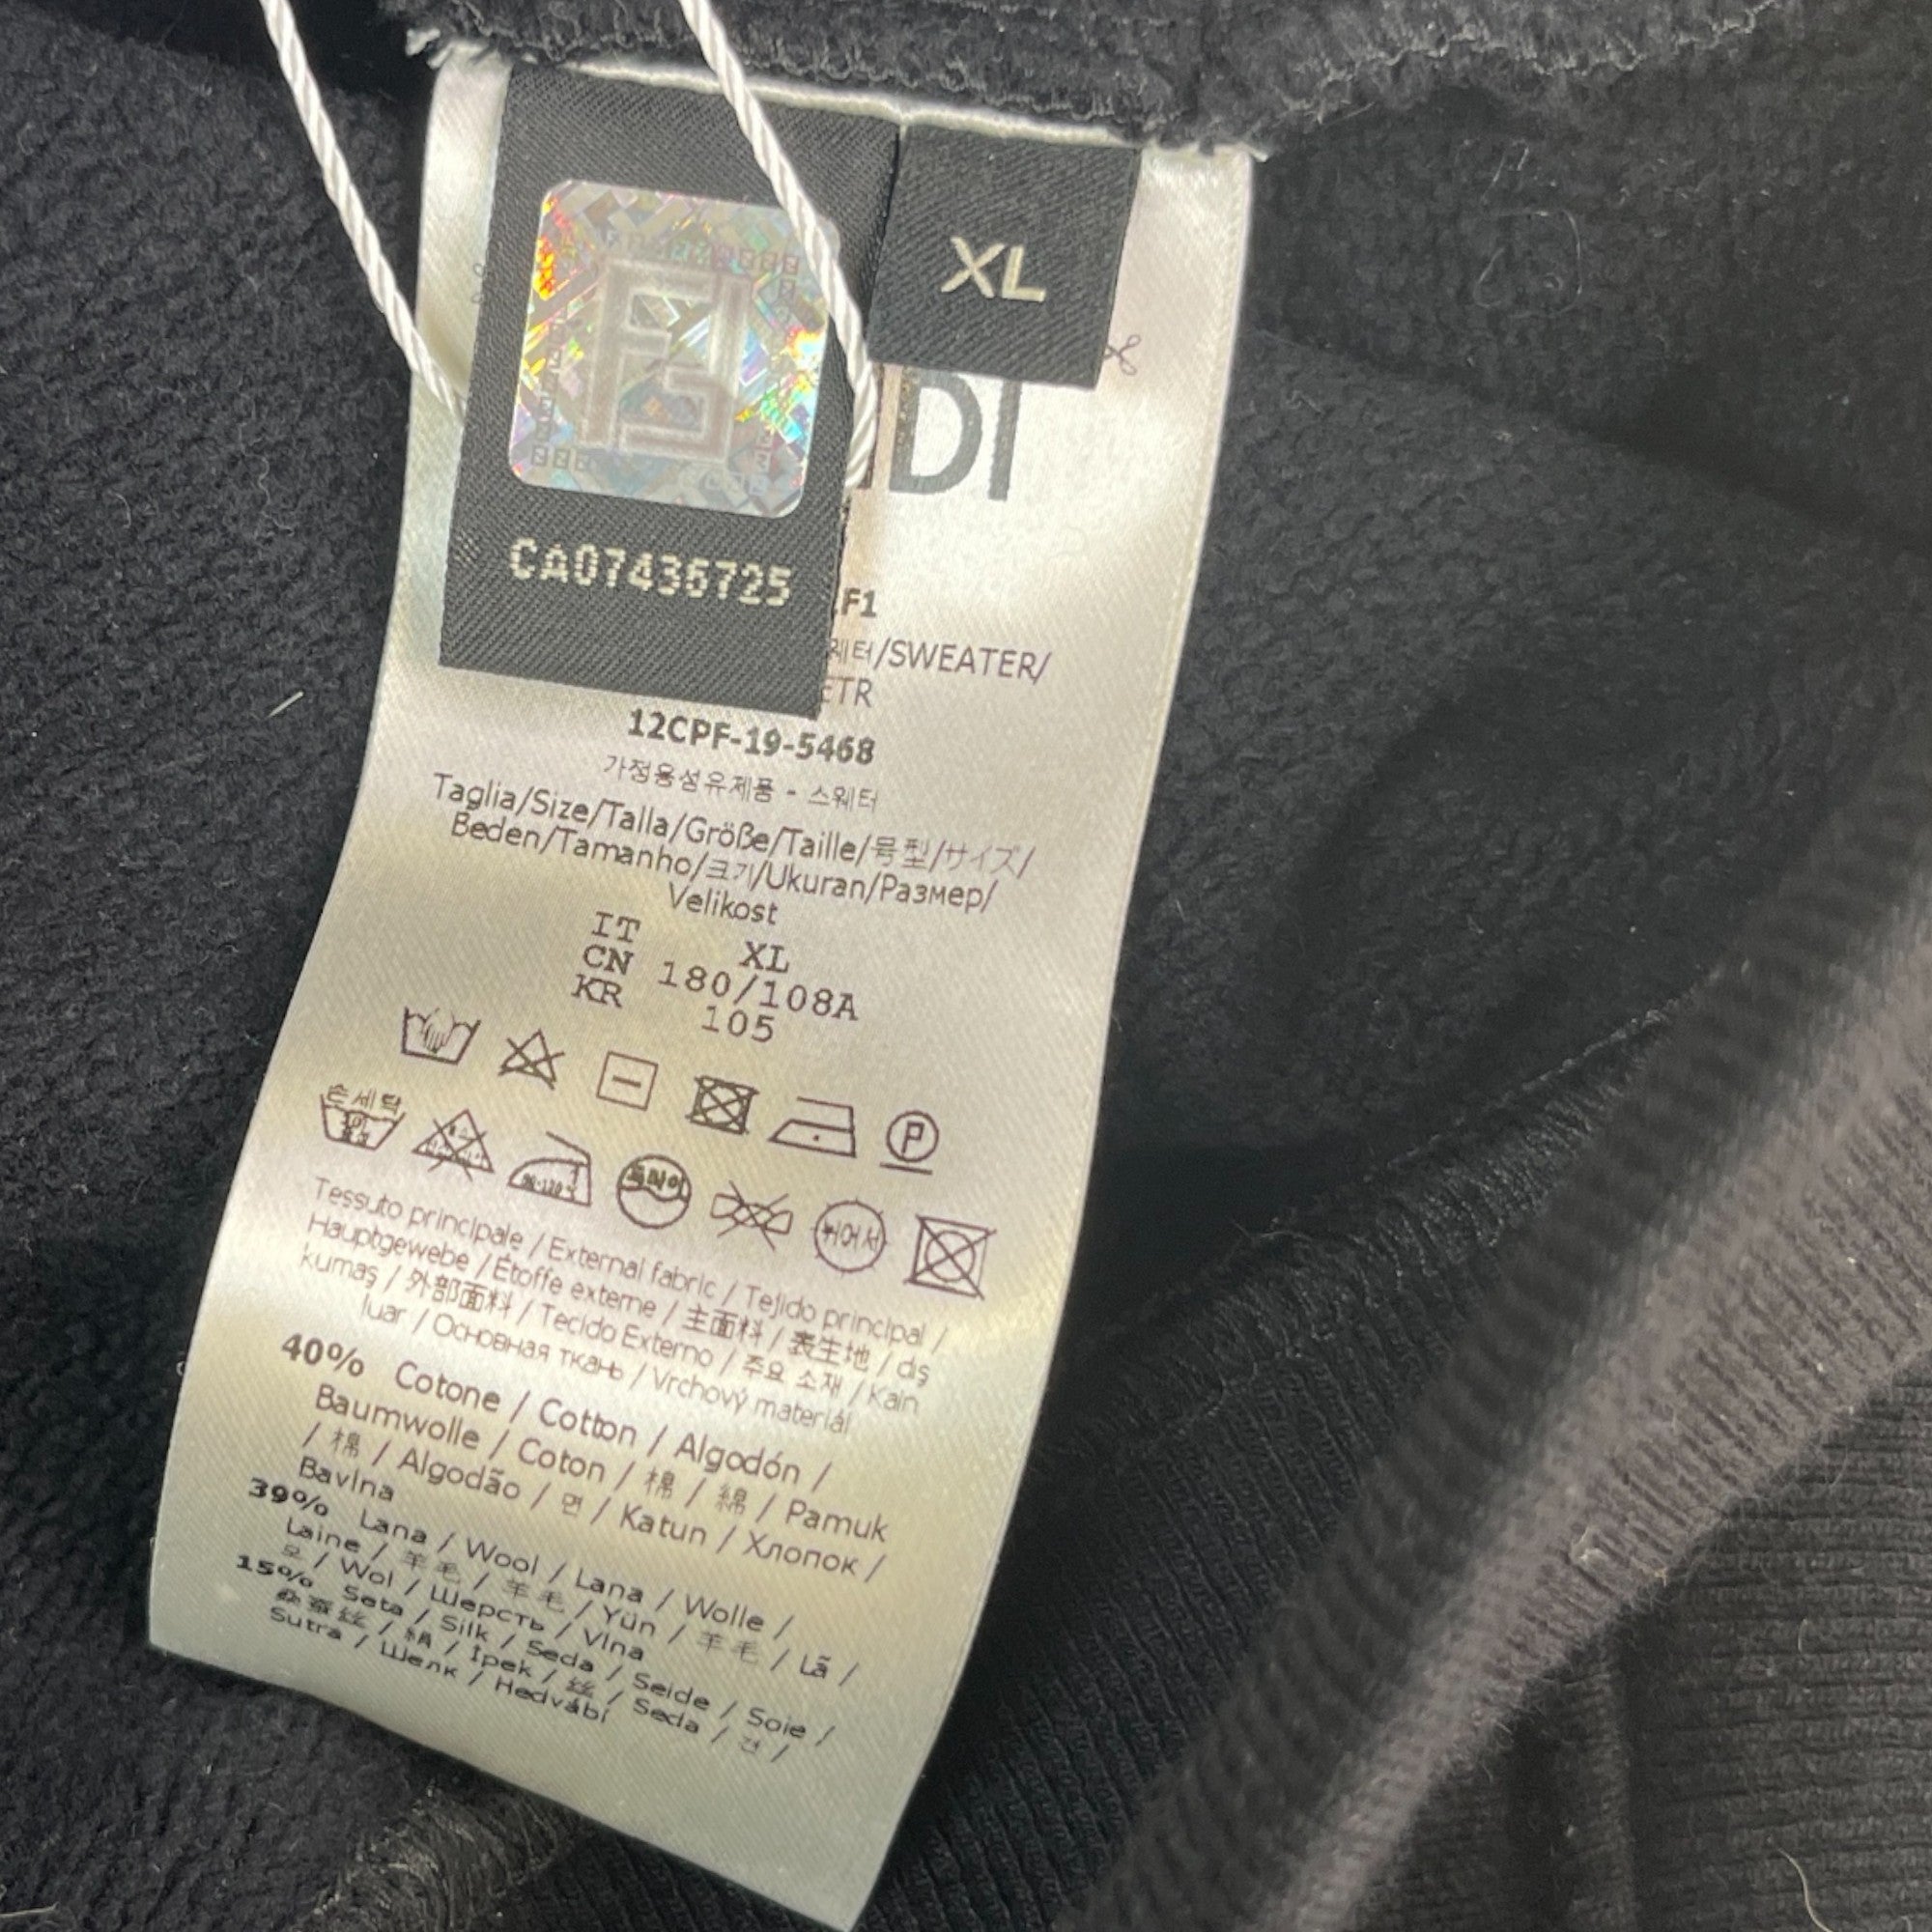 XL
DI
CA07436725
F1
웨터/SWEATER/
ETR
12CPF-19-5468
가정용섬유제품 - 스웨터
Taglia/Size/Talla/Größe/Taille/号型/サイズ/
Beden/Tamanho/크기/Ukuran/Размер/
Velikost
IT XL
CN 180/108A
KR 105
P
손세탁
Tessuto principale / External fabric / Tejido principal /
Hauptgewebe / Étoffe externe / 主面料 / 表生地 / dış
kumaş / 外部面料 / Tecido Externo / 주요 소재 / Kain
luar / Основная ткань / Vrchový materiál
40% Cotone / Cotton / Algodón /
Baumwolle / Coton / 棉 / 綿 / Pamuk
/ 棉 / Algodão / 면 / Katun / Хлопок /
Bavlna
39% Lana / Wool / Lana / Wolle /
Laine / 羊毛 / 羊毛 / Yün / 羊毛 / Lã /
모 / Wol / Шерсть / Vlna
15% Seta / Silk / Seda / Seide / Soie /
桑蚕丝 / 絹 / İpek / 丝 / Seda / 견 /
Sutra / Шелк / Hedvábí